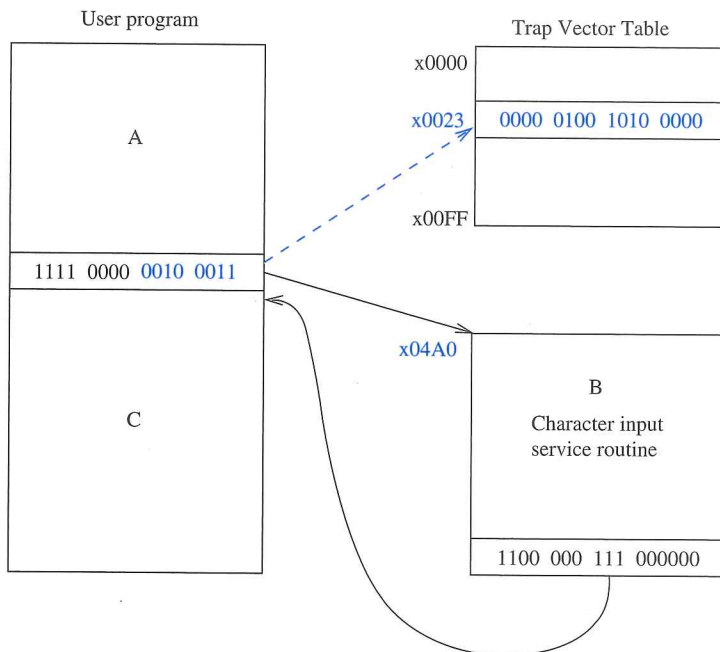 User program
Trap Vector Table
x0000
A
x0023
0000 0100 1010 0000
x00FF
1111 0000 0010 0011
x04A0
B
C
Character input
service routine
1100 000 111 000000